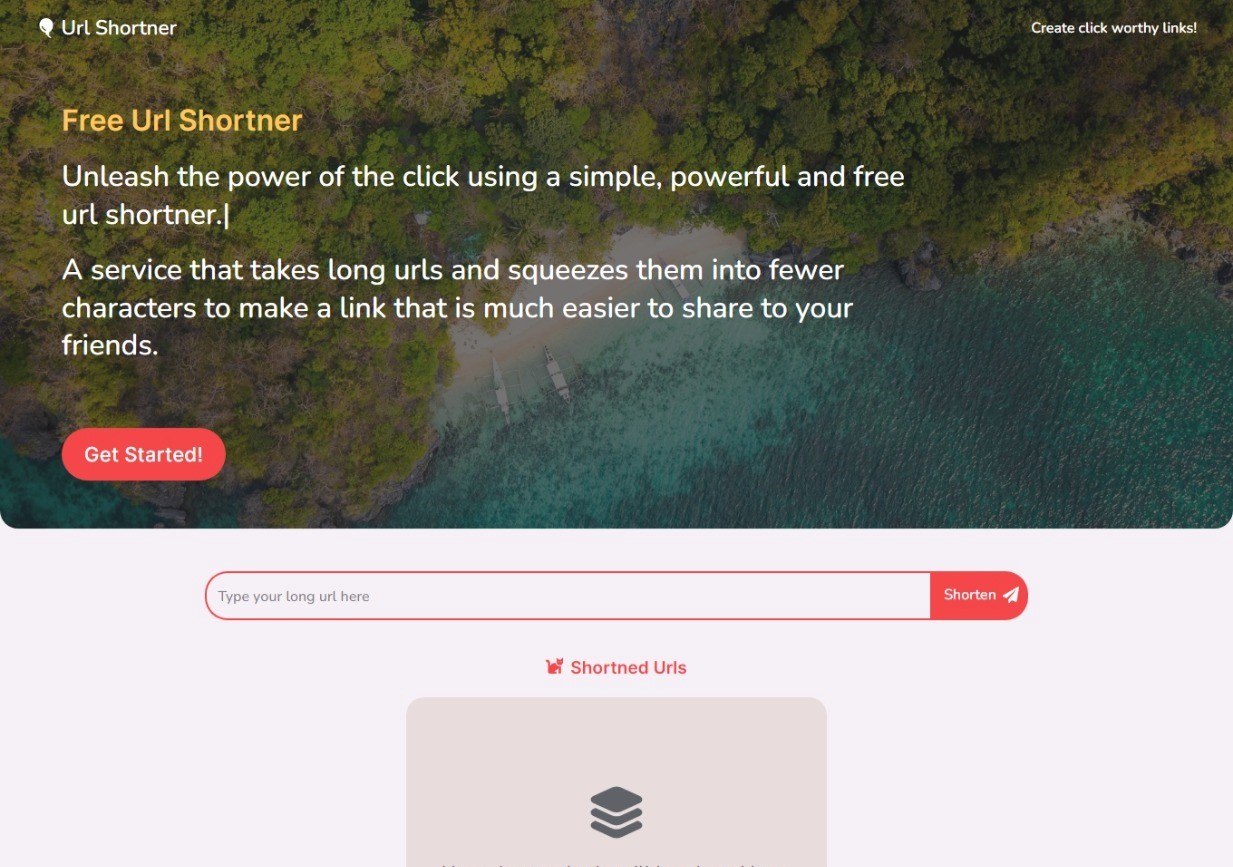 Url Shortner
Create click worthy links!
Free Url Shortner
Unleash the power of the click using a simple, powerful and free
url shortner.|
A service that takes long urls and squeezes them into fewer
characters to make a link that is much easier to share to your
friends.
Get Started!
Type your long url here
Shorten
Shortned Urls